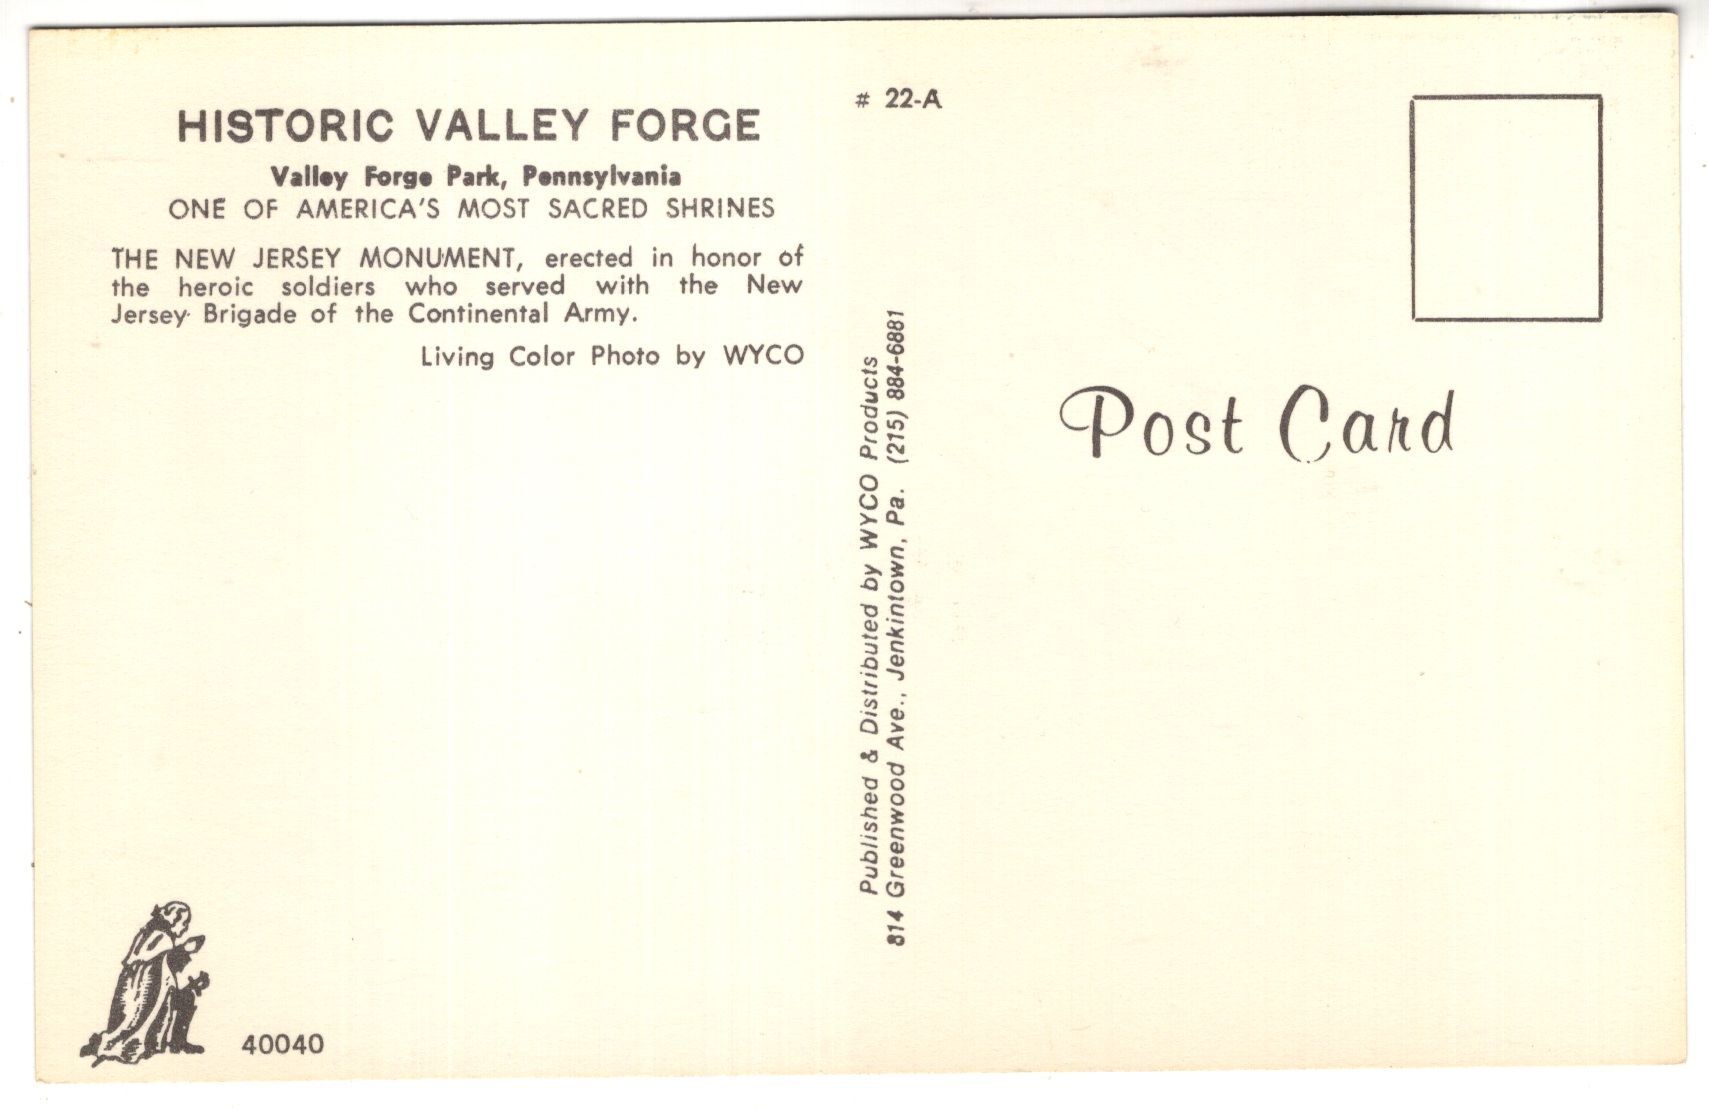 HISTORIC VALLEY FORGE
Valley Forge Park, Pennsylvania
ONE OF AMERICA'S MOST SACRED SHRINES
THE NEW JERSEY MONUMENT, erected in honor of
the heroic soldiers who served with the New
Jersey Brigade of the Continental Army.
Living Color Photo by WYCO
40040
# 22-A
Published & Distributed by WYCO Products
814 Greenwood Ave., Jenkintown, Pa. (215) 884-6881
Post Card